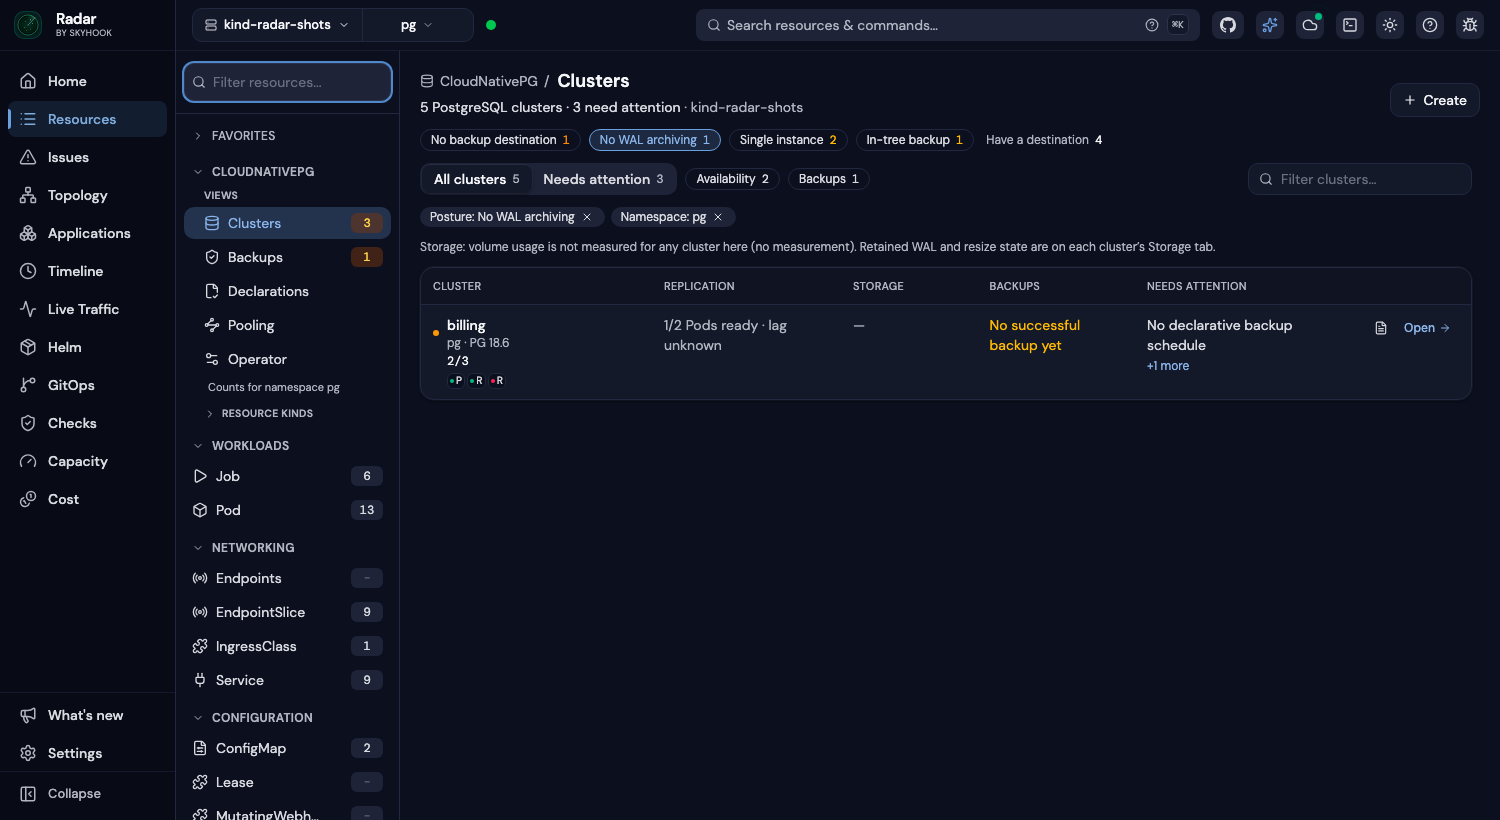 Radar
BY SKYHOOK
kind-radar-shots
pg
Search resources & commands...
⌘K
Home
Resources
Issues
Topology
Applications
Timeline
Live Traffic
Helm
GitOps
Checks
Capacity
Cost
What's new
Settings
Collapse
Filter resources...
FAVORITES
CLOUDNATIVEPG
VIEWS
Clusters 3
Backups 1
Declarations
Pooling
Operator
Counts for namespace pg
RESOURCE KINDS
WORKLOADS
Job 6
Pod 13
NETWORKING
Endpoints –
EndpointSlice 9
IngressClass 1
Service 9
CONFIGURATION
ConfigMap 2
Lease –
MutatingWebh... –
CloudNativePG / Clusters
5 PostgreSQL clusters · 3 need attention · kind-radar-shots
Create
No backup destination 1
No WAL archiving 1
Single instance 2
In-tree backup 1
Have a destination 4
All clusters 5
Needs attention 3
Availability 2
Backups 1
Filter clusters...
Posture: No WAL archiving ×
Namespace: pg ×
Storage: volume usage is not measured for any cluster here (no measurement). Retained WAL and resize state are on each cluster's Storage tab.
CLUSTER REPLICATION STORAGE BACKUPS NEEDS ATTENTION
billing
pg · PG 18.6
2/3
P R R
1/2 Pods ready · lag
unknown
—
No successful
backup yet
No declarative backup
schedule
+1 more
Open →